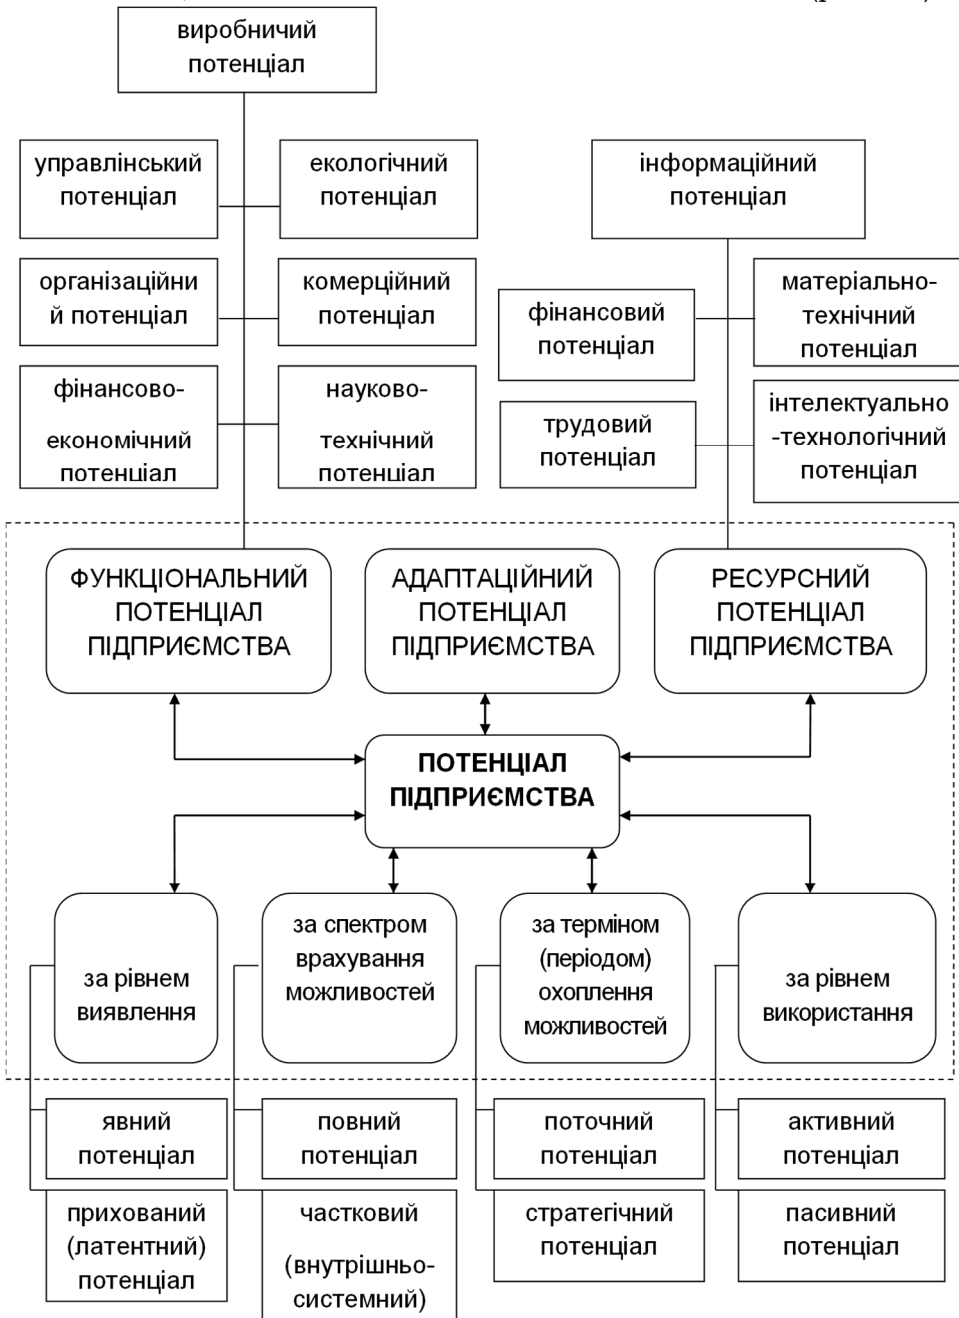 виробничий
потенціал
управлінський
потенціал
екологічний
потенціал
інформаційний
потенціал
організаційни
й потенціал
комерційний
потенціал
фінансовий
потенціал
матеріально-
технічний
потенціал
фінансово-
економічний
потенціал
науково-
технічний
потенціал
трудовий
потенціал
інтелектуально
-технологічний
потенціал
ФУНКЦІОНАЛЬНИЙ
ПОТЕНЦІАЛ
ПІДПРИЄМСТВА
АДАПТАЦІЙНИЙ
ПОТЕНЦІАЛ
ПІДПРИЄМСТВА
РЕСУРСНИЙ
ПОТЕНЦІАЛ
ПІДПРИЄМСТВА
ПОТЕНЦІАЛ
ПІДПРИЄМСТВА
за рівнем
виявлення
за спектром
врахування
можливостей
за терміном
(періодом)
охоплення
можливостей
за рівнем
використання
явний
потенціал
повний
потенціал
поточний
потенціал
активний
потенціал
прихований
(латентний)
потенціал
частковий
(внутрішньо-
системний)
стратегічний
потенціал
пасивний
потенціал